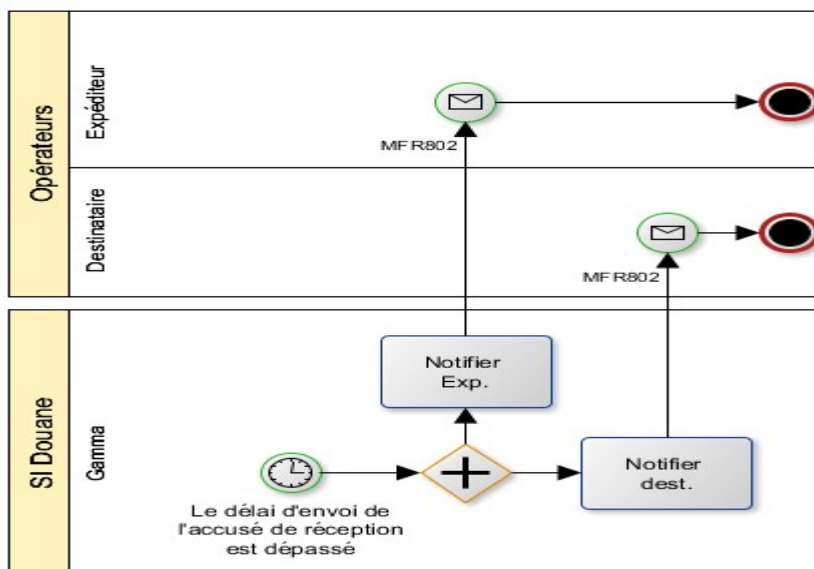 Opérateurs
Expéditeur
MFR802
Destinataire
MFR802
SI Douane
Gamma
Notifier
Exp.
Notifier
dest.
Le délai d'envoi de
l'accusé de réception
est dépassé